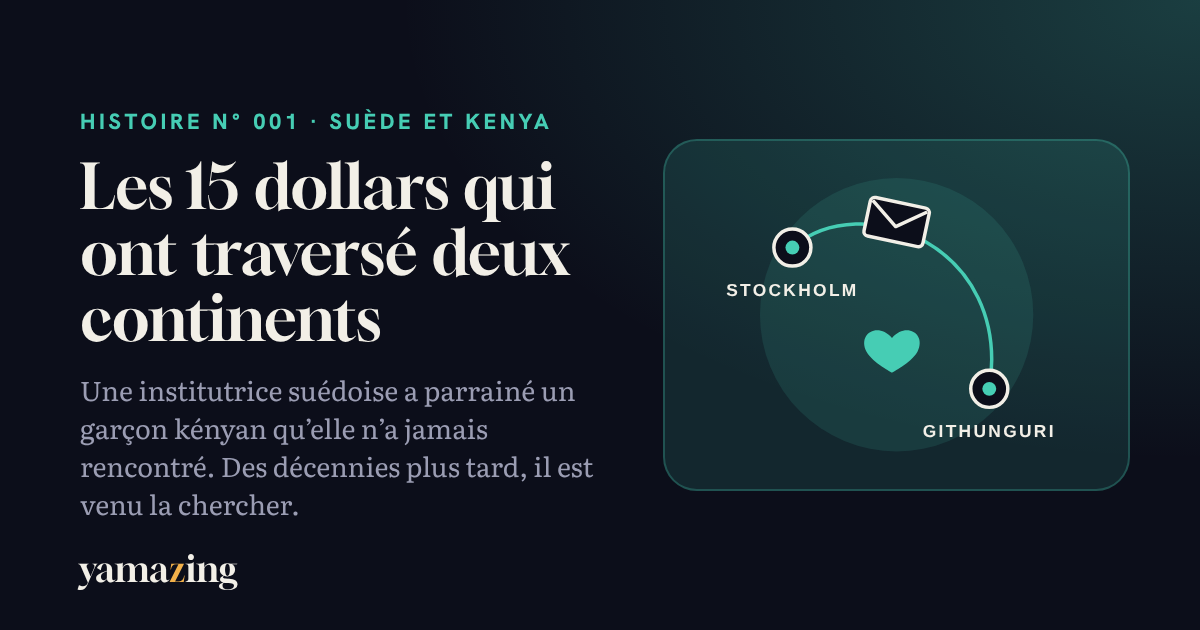 HISTOIRE N° 001 · SUÈDE ET KENYA
Les 15 dollars qui
ont traversé deux
continents
Une institutrice suédoise a parrainé un
garçon kényan qu’elle n’a jamais
rencontré. Des décennies plus tard, il est
venu la chercher.
yamazing
STOCKHOLM
GITHUNGURI